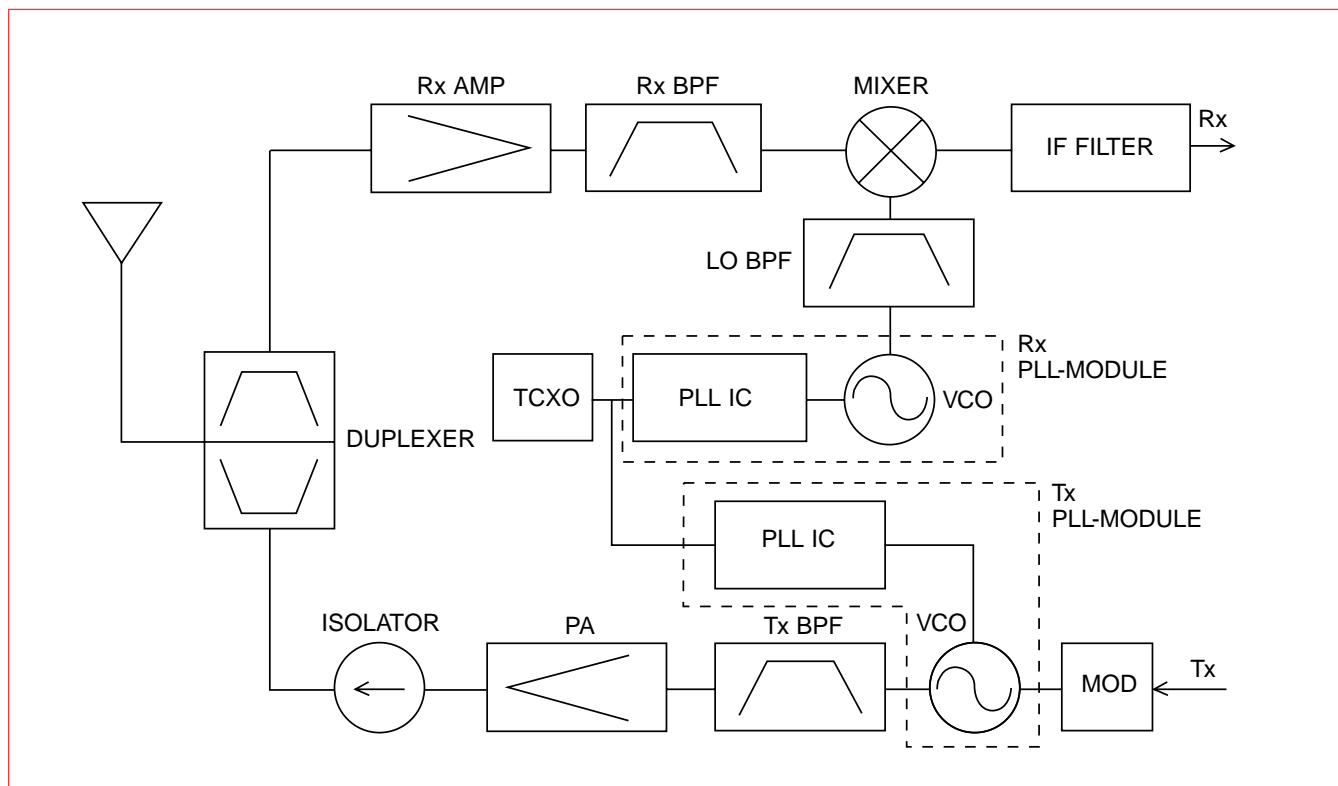 Rx AMP
Rx BPF
MIXER
IF FILTER
Rx
LO BPF
Rx
PLL-MODULE
TCXO
PLL IC
VCO
DUPLEXER
Tx
PLL-MODULE
PLL IC
ISOLATOR
PA
Tx BPF
VCO
MOD
Tx